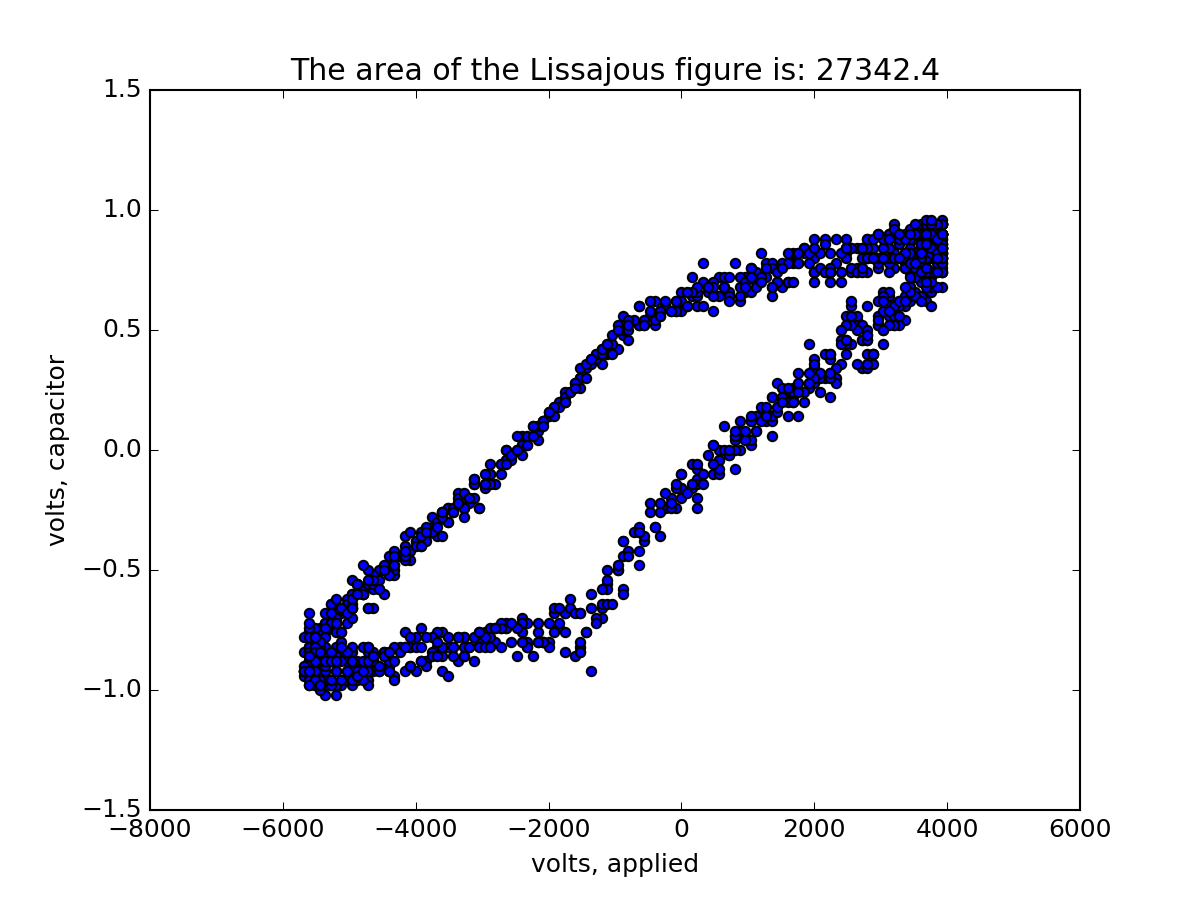 The area of the Lissajous figure is: 27342.4
1.5
1.0
0.5
0.0
−0.5
−1.0
−1.5
volts, capacitor
−8000 −6000 −4000 −2000 0 2000 4000 6000
volts, applied